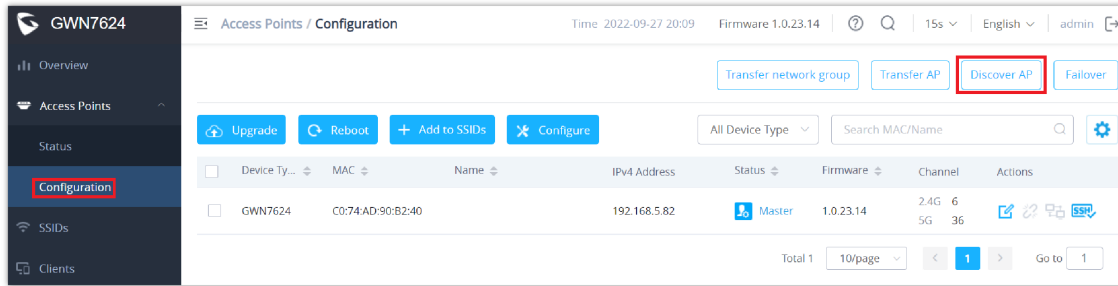 GWN7624
Access Points / Configuration
Time 2022-09-27 20:09
Firmware 1.0.23.14
15s
English
admin
Overview
Access Points
Status
Configuration
SSIDs
Clients
Transfer network group
Transfer AP
Discover AP
Failover
Upgrade
Reboot
+ Add to SSIDs
Configure
All Device Type
Search MAC/Name
Device Ty... MAC Name IPv4 Address Status Firmware Channel Actions
GWN7624 C0:74:AD:90:B2:40 192.168.5.82 Master 1.0.23.14 2.4G 6 SSH
5G 36
Total 1 10/page < 1 > Go to 1